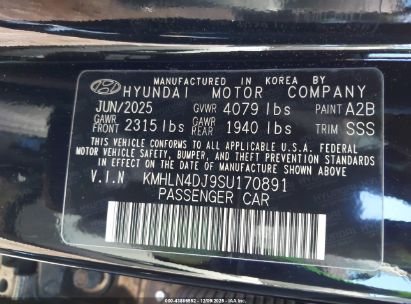 MANUFACTURED IN KOREA BY
HYUNDAI MOTOR COMPANY
JUN/2025 GVWR 4079 lbs PAINT A2B
GAWR FRONT 2315 lbs GAWR REAR 1940 lbs TRIM SSS
THIS VEHICLE CONFORMS TO ALL APPLICABLE U.S.A. FEDERAL
MOTOR VEHICLE SAFETY, BUMPER, AND THEFT PREVENTION
STANDARDS IN EFFECT ON THE DATE OF MANUFACTURE SHOWN ABOVE.
V.I.N KMHLN4DJ9SU170891
PASSENGER CAR